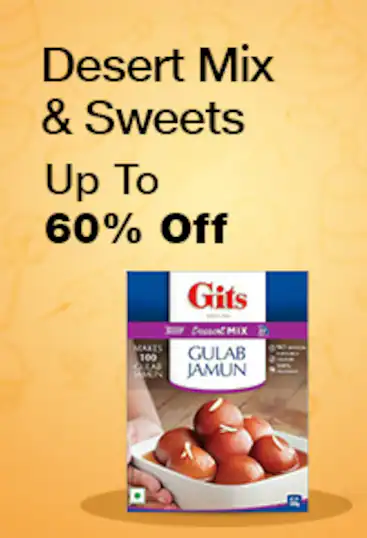 Desert Mix
& Sweets
Up To
60% Off
Gits
Dessert MIX
MAKES
100
GULAB
JAMUN
GULAB
JAMUN